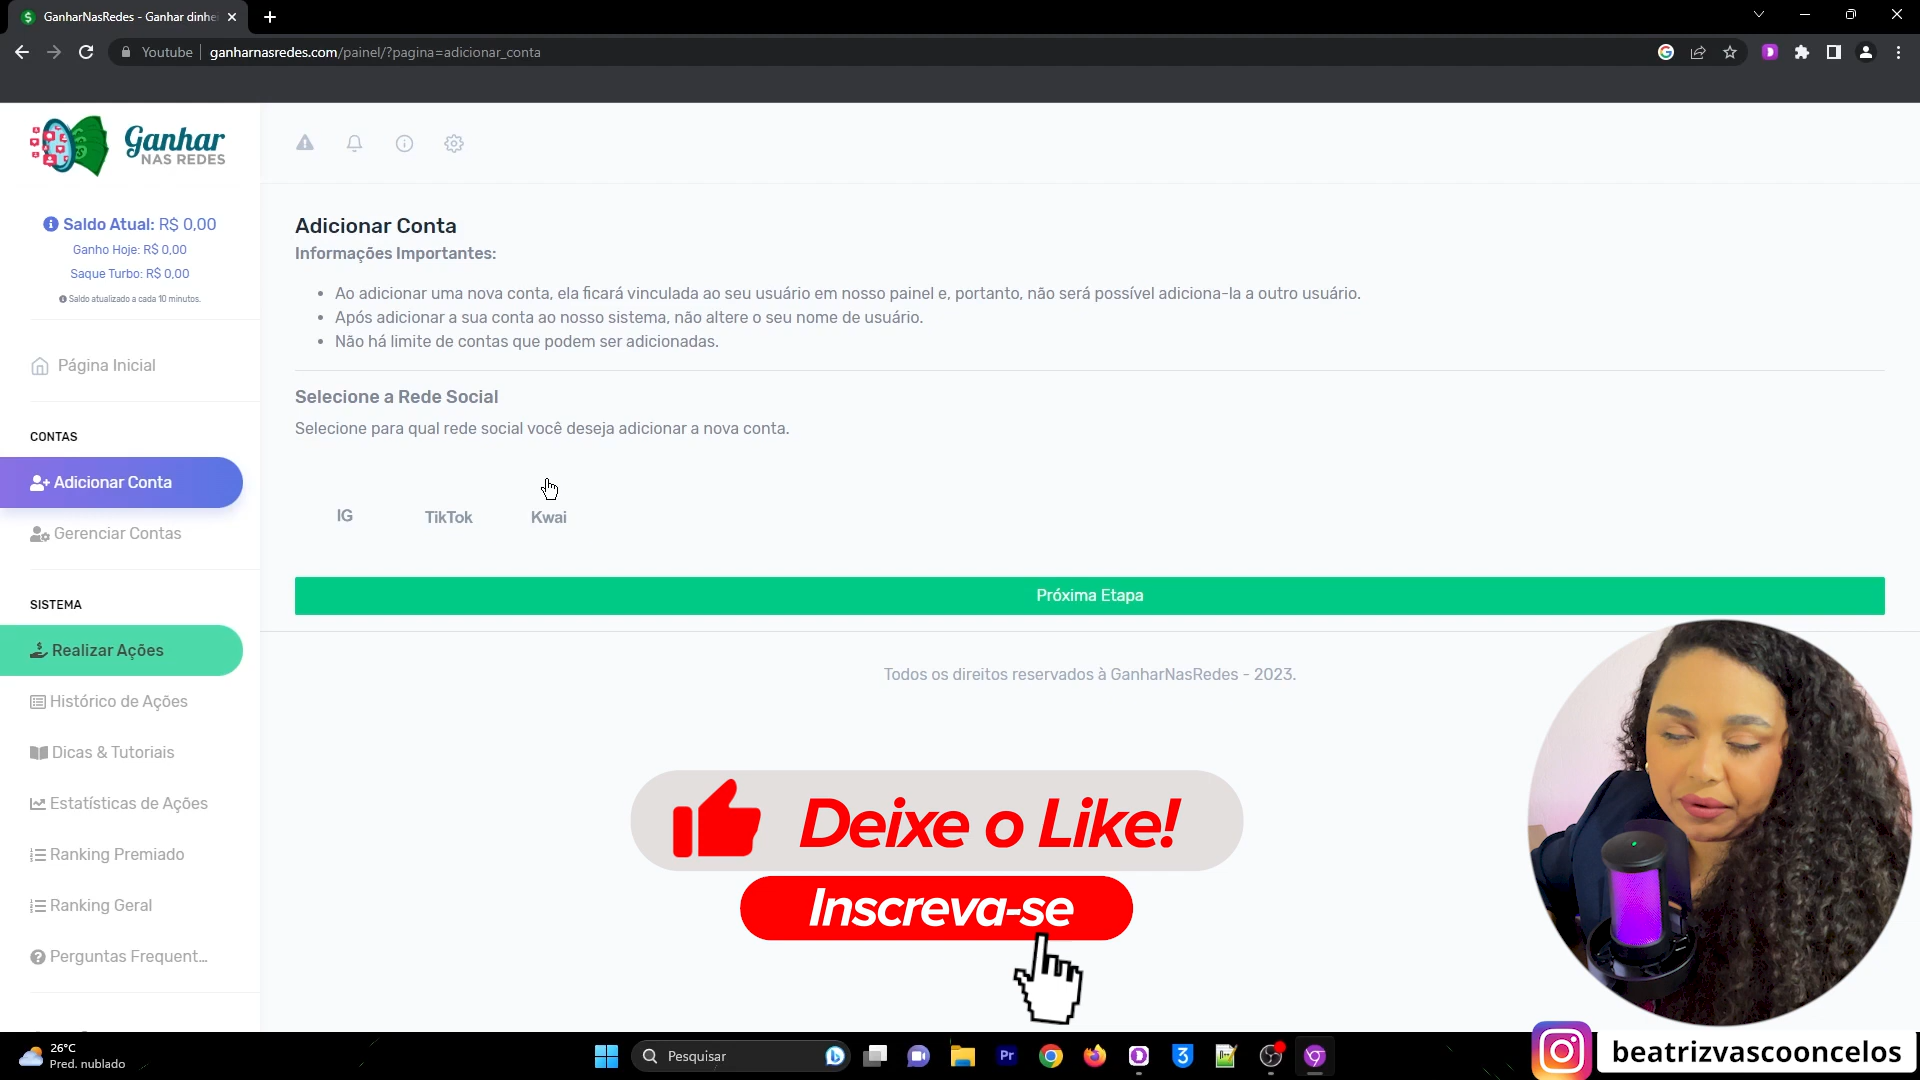 GanharNasRedes - Ganhar dinhe
Youtube
ganharnasredes.com/painel/?pagina=adicionar_conta
Ganhar
NAS REDES
Saldo Atual: R$ 0,00
Ganho Hoje: R$ 0,00
Saque Turbo: R$ 0,00
Saldo atualizado a cada 10 minutos.
Página Inicial
CONTAS
Adicionar Conta
Gerenciar Contas
SISTEMA
Realizar Ações
Histórico de Ações
Dicas & Tutoriais
Estatísticas de Ações
Ranking Premiado
Ranking Geral
Perguntas Frequent...
Adicionar Conta
Informações Importantes:
Ao adicionar uma nova conta, ela ficará vinculada ao seu usuário em nosso painel e, portanto, não será possível adiciona-la a outro usuário.
Após adicionar a sua conta ao nosso sistema, não altere o seu nome de usuário.
Não há limite de contas que podem ser adicionadas.
Selecione a Rede Social
Selecione para qual rede social você deseja adicionar a nova conta.
IG
TikTok
Kwai
Próxima Etapa
Todos os direitos reservados à GanharNasRedes - 2023.
Deixe o Like!
Inscreva-se
26°C
Pred. nublado
Pesquisar
Pr
3
beatrizvascooncelos